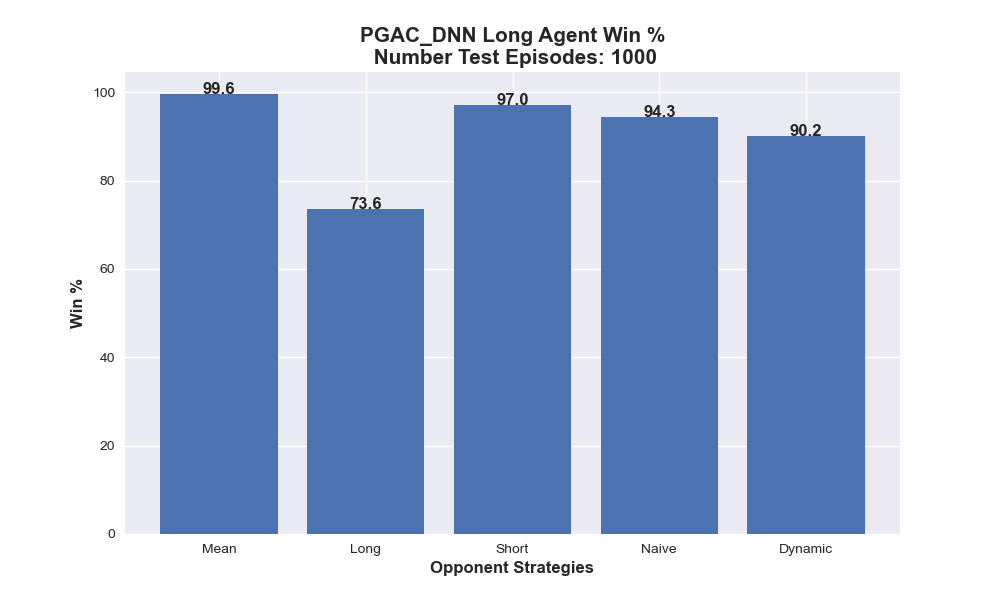 PGAC_DNN Long Agent Win %
Number Test Episodes: 1000
99.6
73.6
97.0
94.3
90.2
100
80
60
40
20
0
Win %
Mean Long Short Naive Dynamic
Opponent Strategies